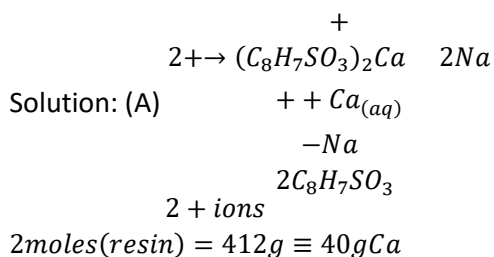 +
2+→ (C₈H₇SO₃)₂Ca 2Na
Solution: (A) + + Ca₍aq₎
−Na
2C₈H₇SO₃
2 + ions
2moles(resin) = 412g ≡ 40gCa